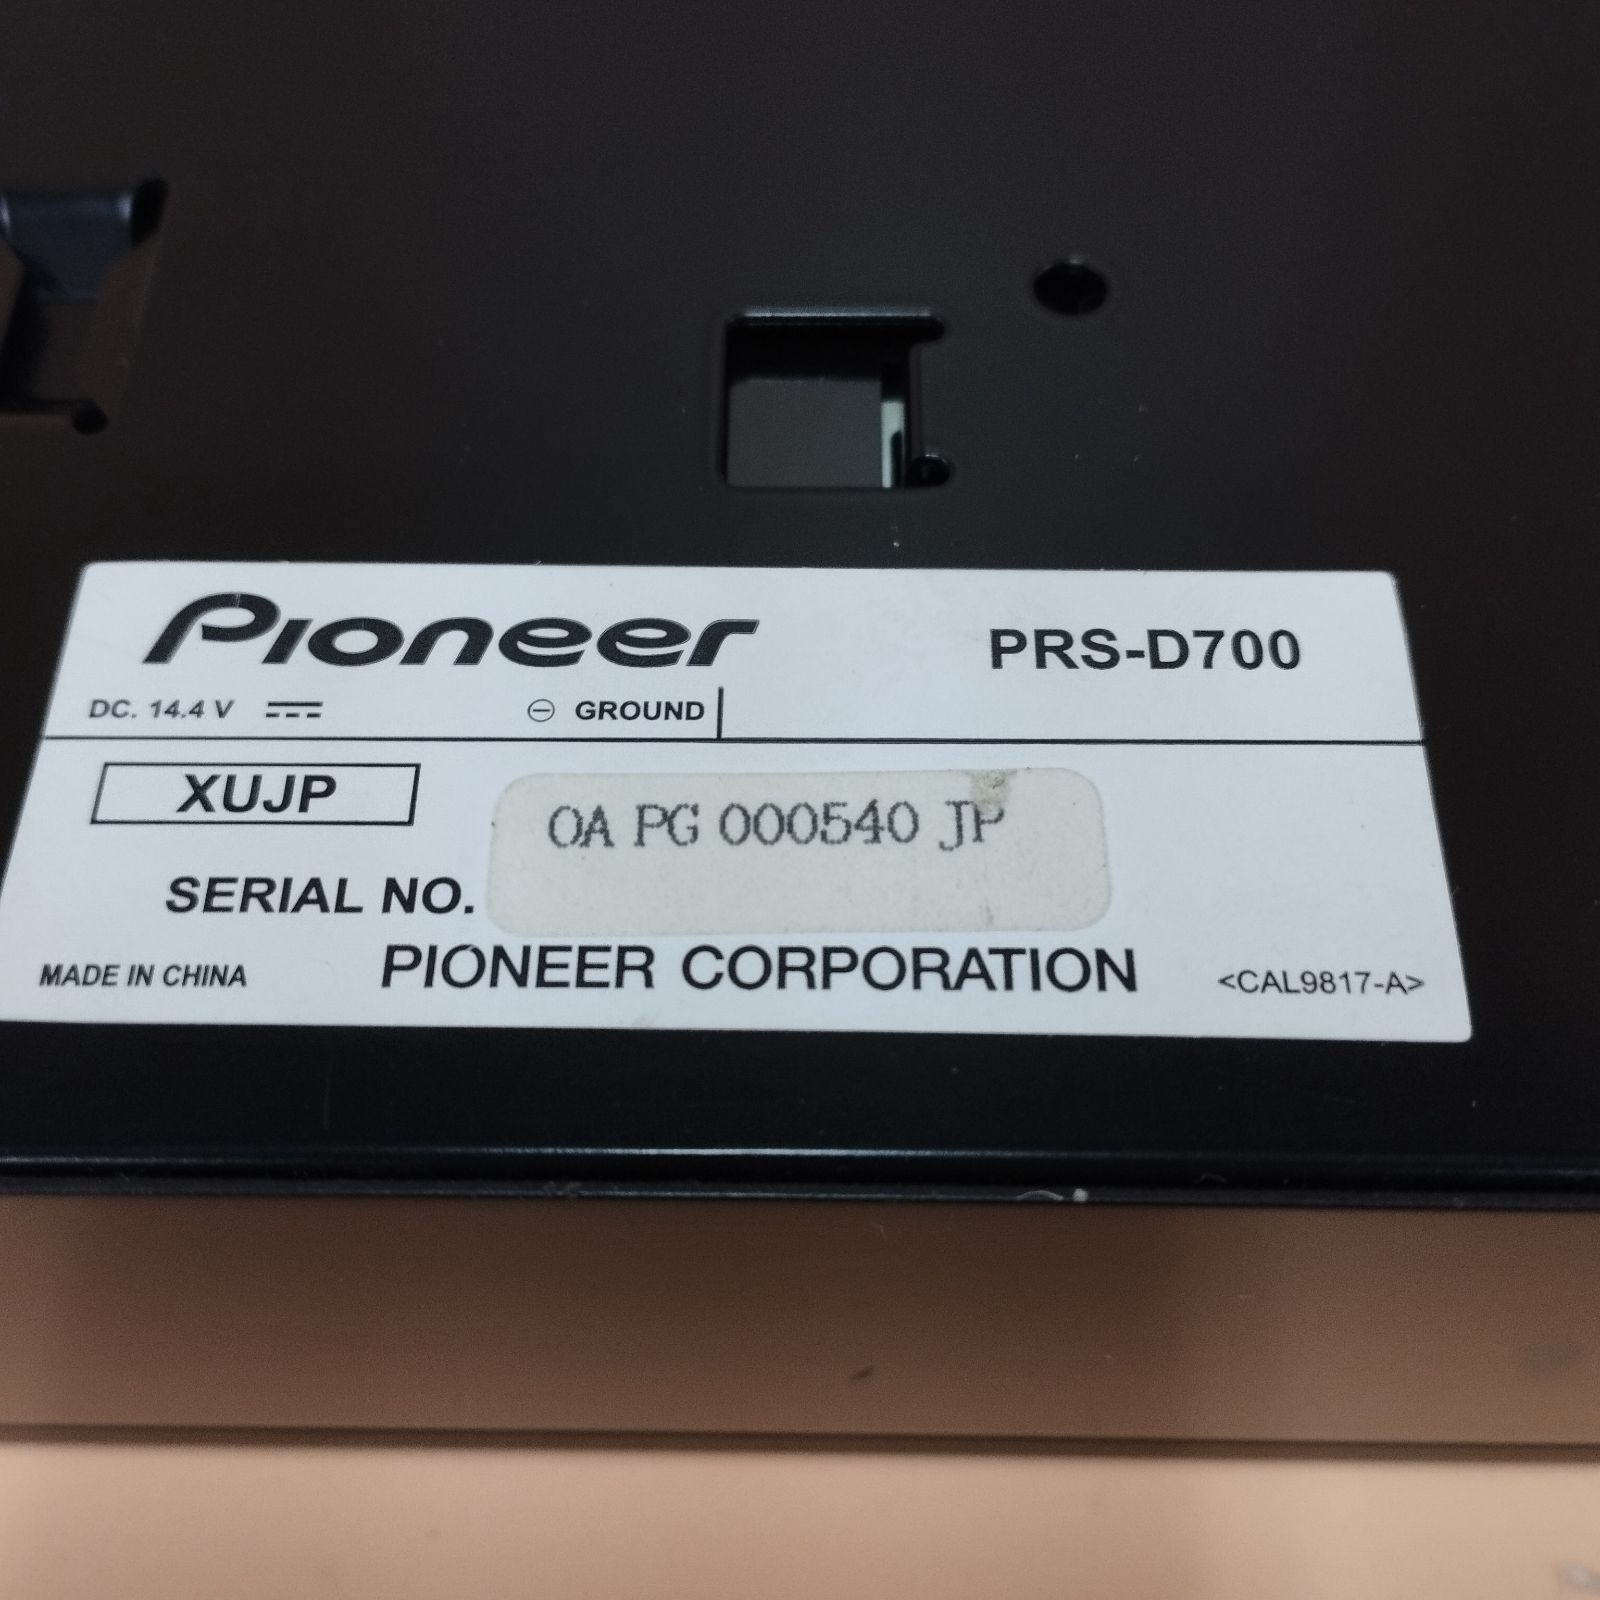 Pioneer PRS-D700
DC. 14.4 V ⎓ ⊖ GROUND
XUJP
OA PG 000540 JP
SERIAL NO.
MADE IN CHINA PIONEER CORPORATION <CAL9817-A>